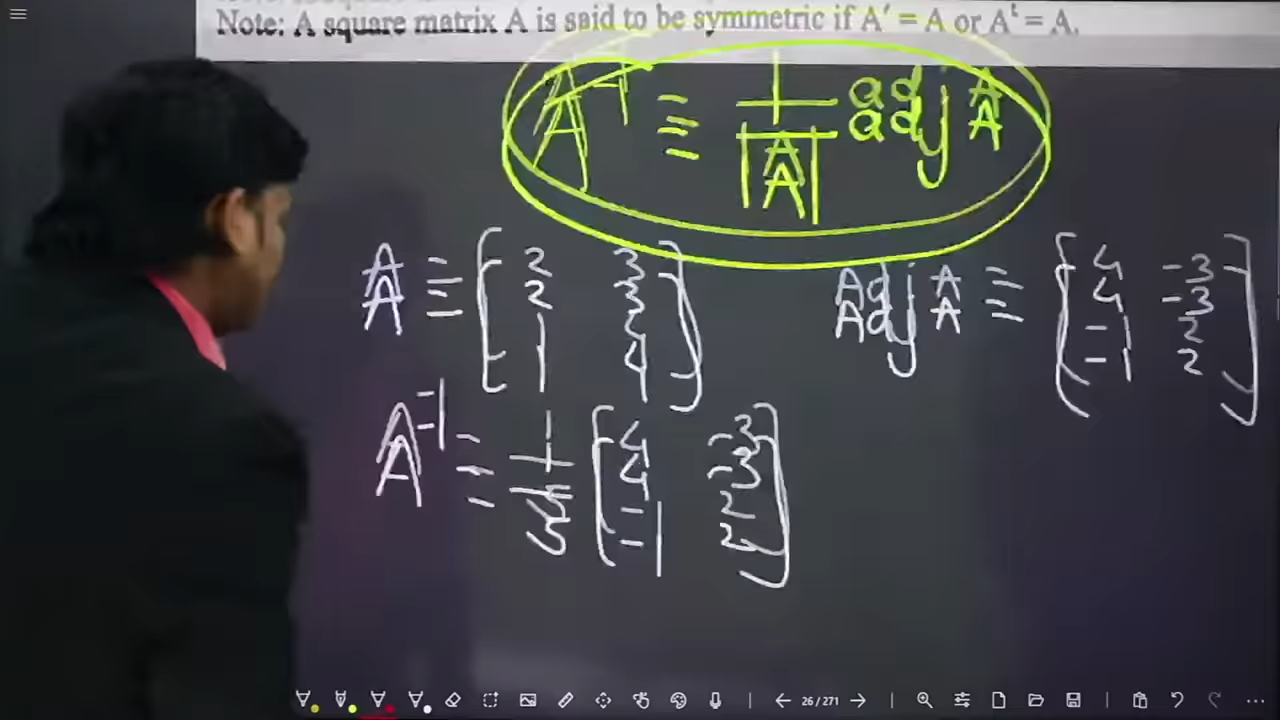 Note: A square matrix A is said to be symmetric if A′ = A or Aᵗ = A.
A⁻¹ = 1/|A| adj A
A = [2 3
1 4]
Adj A = [4 -3
-1 2]
A⁻¹ = 1/5 [4 -3
-1 2]
26 / 271